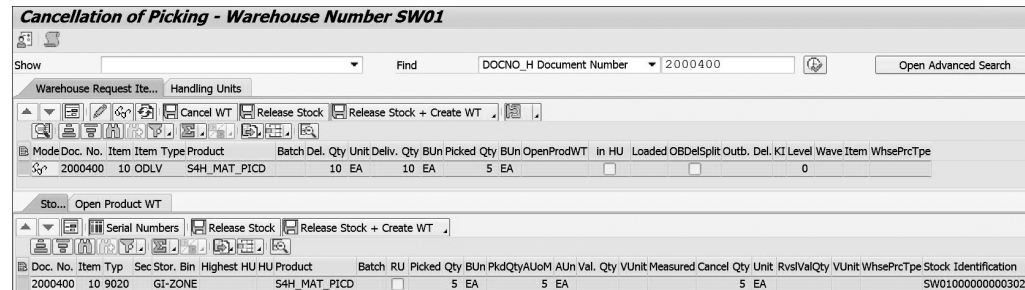 Cancellation of Picking - Warehouse Number SW01
Show Find DOCNO_H Document Number 2000400 Open Advanced Search
Warehouse Request Ite... Handling Units
Cancel WT Release Stock Release Stock + Create WT
Mode Doc. No. Item Item Type Product Batch Del. Qty Unit Deliv. Qty BUn Picked Qty BUn OpenProdWT in HU Loaded OBDelSplit Outb. Del. KI Level Wave Item WhsePrcTpe
2000400 10 ODLV S4H_MAT_PICD 10 EA 10 EA 5 EA 0
Sto... Open Product WT
Serial Numbers Release Stock Release Stock + Create WT
Doc. No. Item Typ Sec Stor. Bin Highest HU HU Product Batch RU Picked Qty BUn PkdQtyAUoM AUn Val. Qty VUnit Measured Cancel Qty Unit RvslValQty VUnit WhsePrcTpe Stock Identification
2000400 10 9020 GI-ZONE S4H_MAT_PICD 5 EA 5 EA 5 EA SW01000000000302